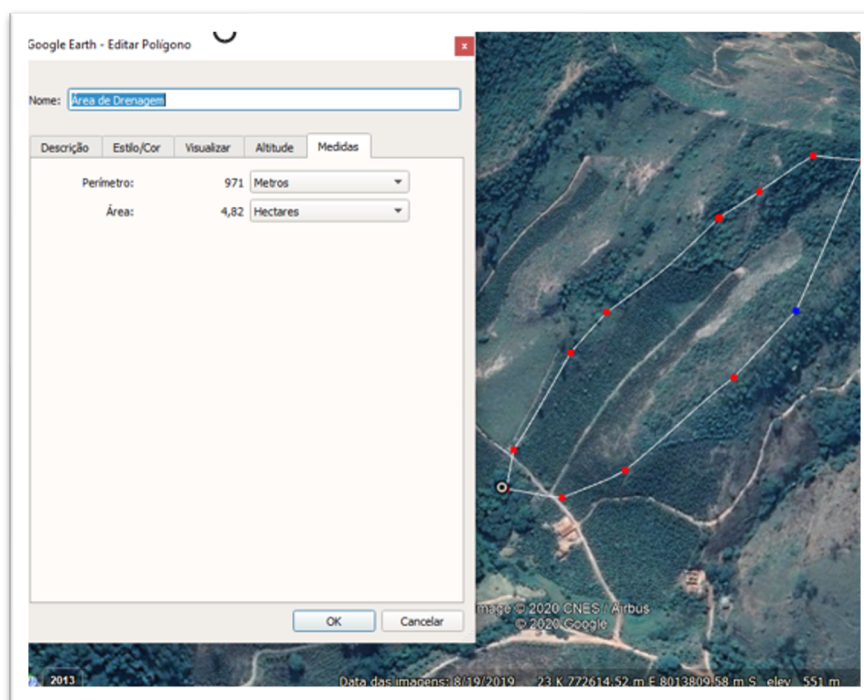 Google Earth - Editar Polígono
x
Nome: Área de Drenagem
Descrição Estilo/Cor Visualizar Altitude Medidas
Perímetro: 971 Metros
Área: 4,82 Hectares
OK Cancelar
Image © 2020 CNES / Airbus
© 2020 Google
2013 Data das imagens: 8/19/2019 23 K 772614.52 m E 8013809.58 m S elev 551 m